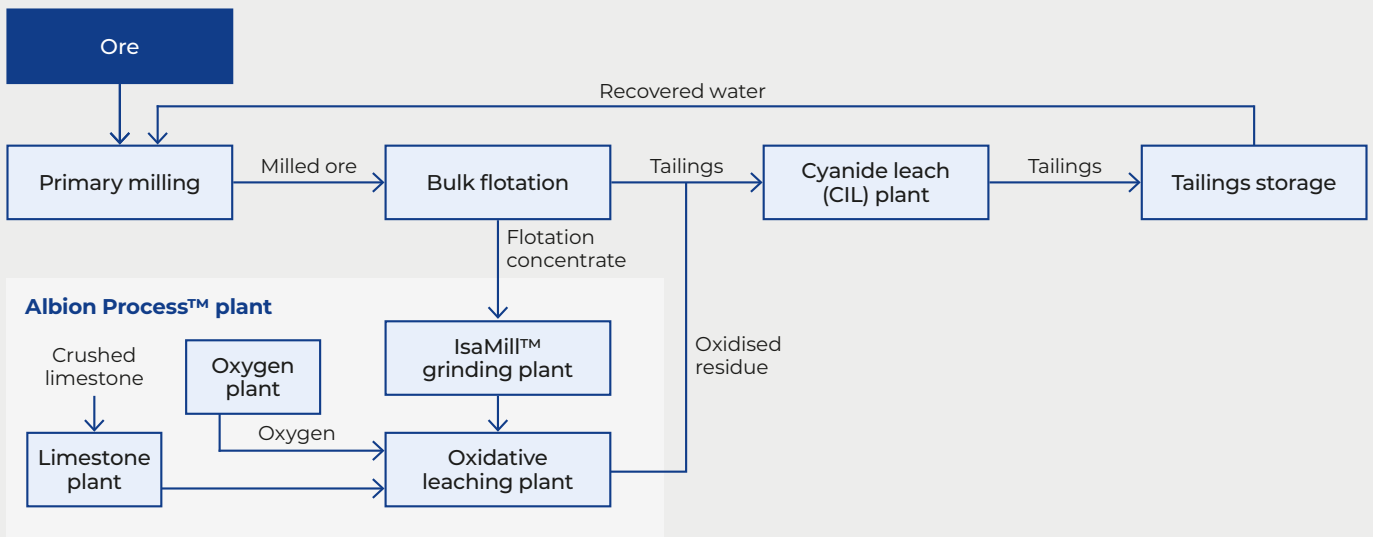 Ore
Recovered water
Primary milling
Milled ore
Bulk flotation
Tailings
Cyanide leach
(CIL) plant
Tailings
Tailings storage
Flotation
concentrate
Albion Process™ plant
Crushed
limestone
Oxygen
plant
IsaMill™
grinding plant
Oxidised
residue
Oxygen
Limestone
plant
Oxidative
leaching plant